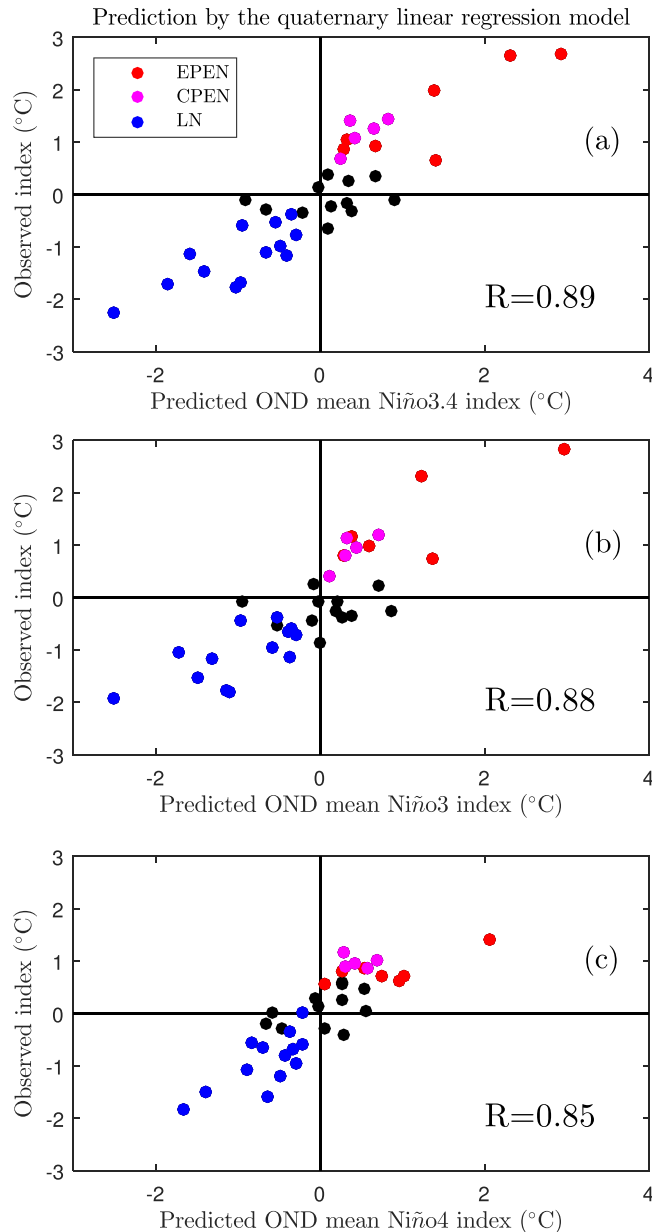 Prediction by the quaternary linear regression model
3
2
1
0
-1
-2
-3
Observed index (°C)
EPEN
CPEN
LN
(a)
R=0.89
-2
0
2
4
Predicted OND mean Niño3.4 index (°C)
3
2
1
0
-1
-2
-3
Observed index (°C)
(b)
R=0.88
-2
0
2
4
Predicted OND mean Niño3 index (°C)
3
2
1
0
-1
-2
-3
Observed index (°C)
(c)
R=0.85
-2
0
2
4
Predicted OND mean Niño4 index (°C)